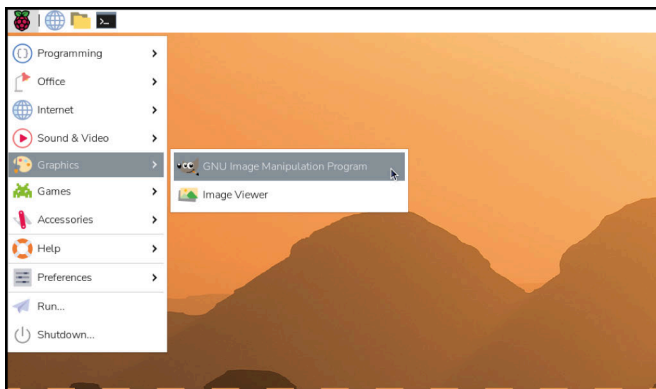 Programming
Office
Internet
Sound & Video
Graphics
GNU Image Manipulation Program
Games
Image Viewer
Accessories
Help
Preferences
Run...
Shutdown...